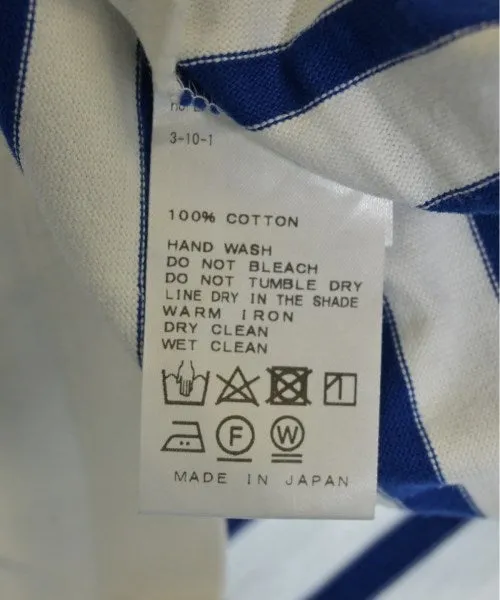 3-10-1
100% COTTON
HAND WASH
DO NOT BLEACH
DO NOT TUMBLE DRY
LINE DRY IN THE SHADE
WARM IRON
DRY CLEAN
WET CLEAN
F W
MADE IN JAPAN